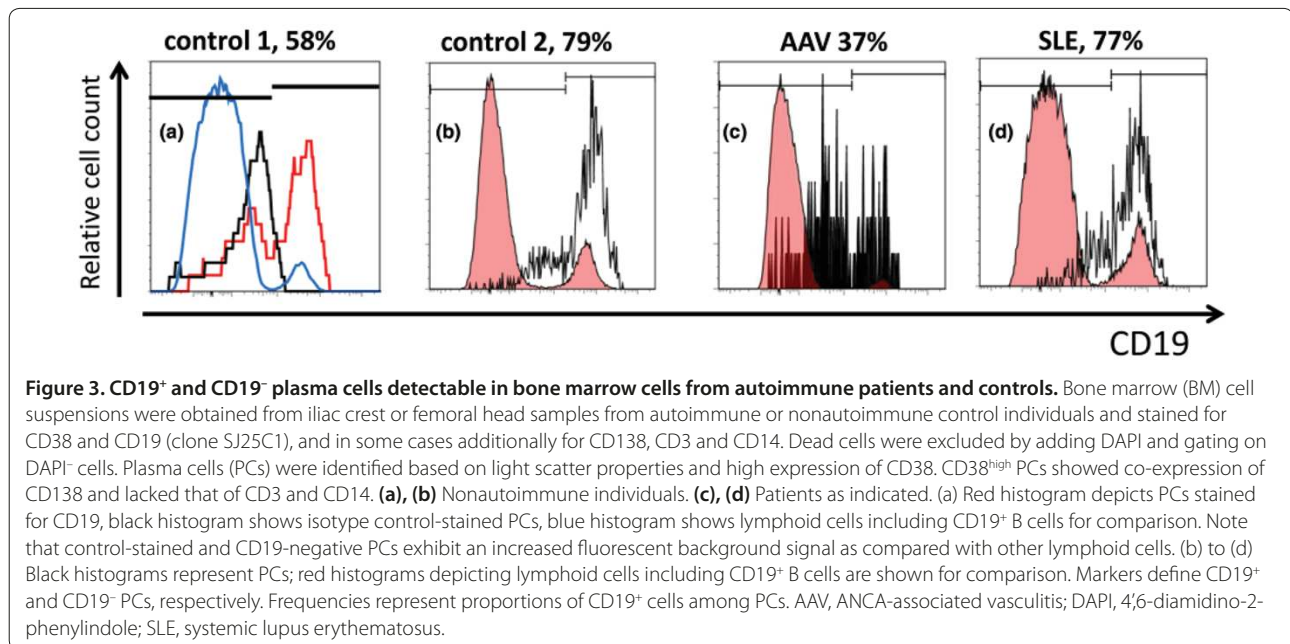 control 1, 58% control 2, 79% AAV 37% SLE, 77%
Relative cell count
(a) (b) (c) (d)
CD19
Figure 3. CD19⁺ and CD19⁻ plasma cells detectable in bone marrow cells from autoimmune patients and controls. Bone marrow (BM) cell
suspensions were obtained from iliac crest or femoral head samples from autoimmune or nonautoimmune control individuals and stained for
CD38 and CD19 (clone SJ25C1), and in some cases additionally for CD138, CD3 and CD14. Dead cells were excluded by adding DAPI and gating on
DAPI⁻ cells. Plasma cells (PCs) were identified based on light scatter properties and high expression of CD38. CD38ʰⁱᵍʰ PCs showed co-expression of
CD138 and lacked that of CD3 and CD14. (a), (b) Nonautoimmune individuals. (c), (d) Patients as indicated. (a) Red histogram depicts PCs stained
for CD19, black histogram shows isotype control-stained PCs, blue histogram shows lymphoid cells including CD19⁺ B cells for comparison. Note
that control-stained and CD19-negative PCs exhibit an increased fluorescent background signal as compared with other lymphoid cells. (b) to (d)
Black histograms represent PCs; red histograms depicting lymphoid cells including CD19⁺ B cells are shown for comparison. Markers define CD19⁺
and CD19⁻ PCs, respectively. Frequencies represent proportions of CD19⁺ cells among PCs. AAV, ANCA-associated vasculitis; DAPI, 4',6-diamidino-2-
phenylindole; SLE, systemic lupus erythematosus.